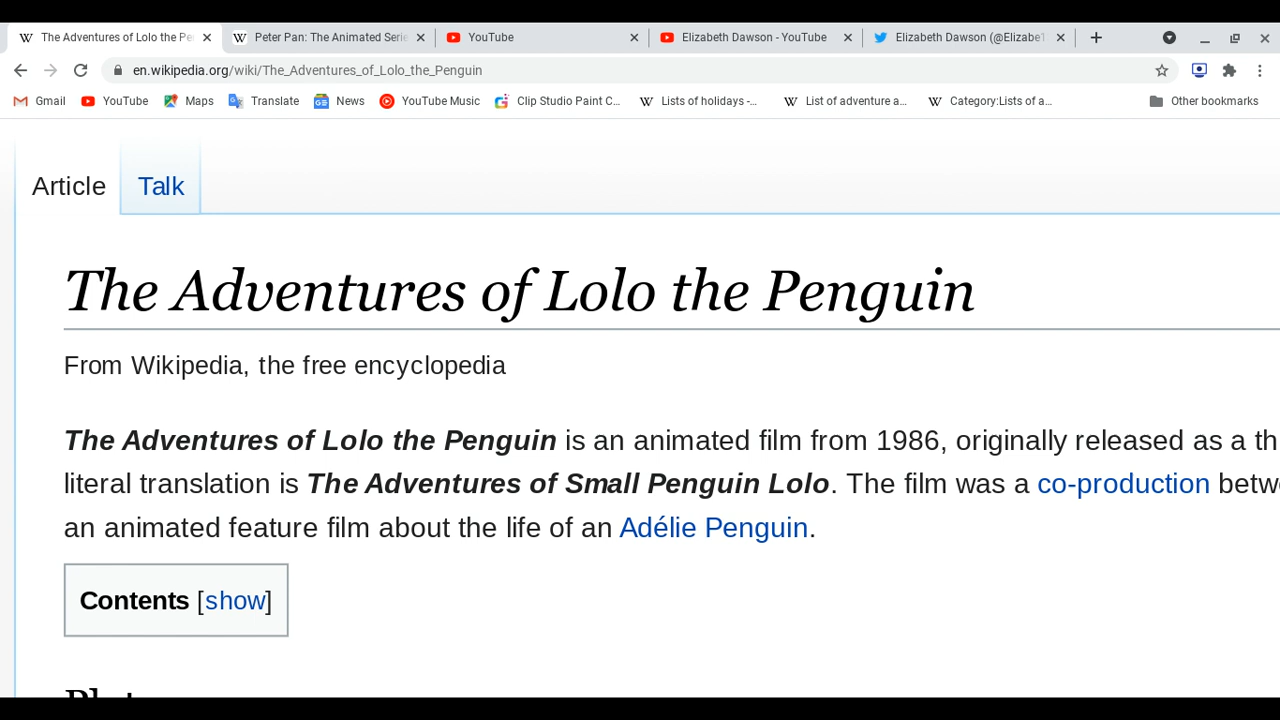 The Adventures of Lolo the Pe
Peter Pan: The Animated Serie
YouTube
Elizabeth Dawson - YouTube
Elizabeth Dawson (@Elizabe1
en.wikipedia.org/wiki/The_Adventures_of_Lolo_the_Penguin
Gmail
YouTube
Maps
Translate
News
YouTube Music
Clip Studio Paint C...
Lists of holidays -...
List of adventure a...
Category:Lists of a...
Other bookmarks
Article
Talk
The Adventures of Lolo the Penguin
From Wikipedia, the free encyclopedia
The Adventures of Lolo the Penguin is an animated film from 1986, originally released as a th
literal translation is The Adventures of Small Penguin Lolo. The film was a co-production betw
an animated feature film about the life of an Adélie Penguin.
Contents [show]
Plot